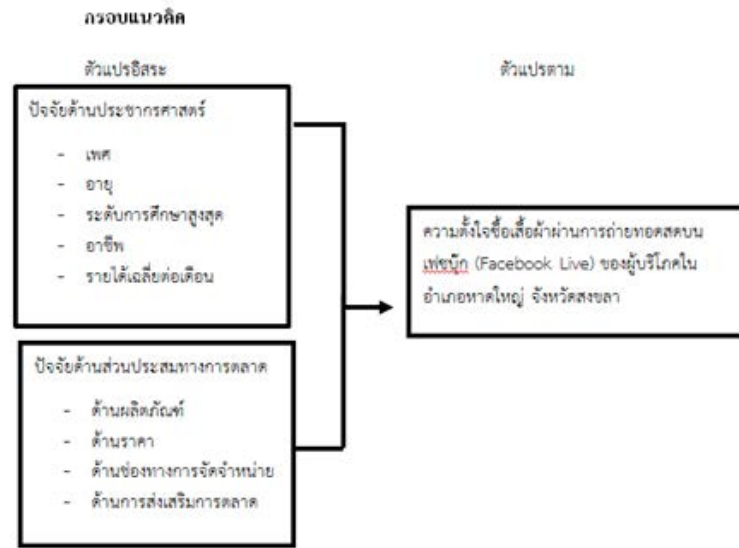 กรอบแนวคิด
ตัวแปรอิสระ
ตัวแปรตาม
ปัจจัยด้านประชากรศาสตร์
- เพศ
- อายุ
- ระดับการศึกษาสูงสุด
- อาชีพ
- รายได้เฉลี่ยต่อเดือน
ปัจจัยด้านส่วนประสมทางการตลาด
- ด้านผลิตภัณฑ์
- ด้านราคา
- ด้านช่องทางการจัดจำหน่าย
- ด้านการส่งเสริมการตลาด
ความตั้งใจซื้อเสื้อผ้าผ่านการถ่ายทอดสดบน
เฟซบุ๊ก (Facebook Live) ของผู้บริโภคใน
อำเภอหาดใหญ่ จังหวัดสงขลา